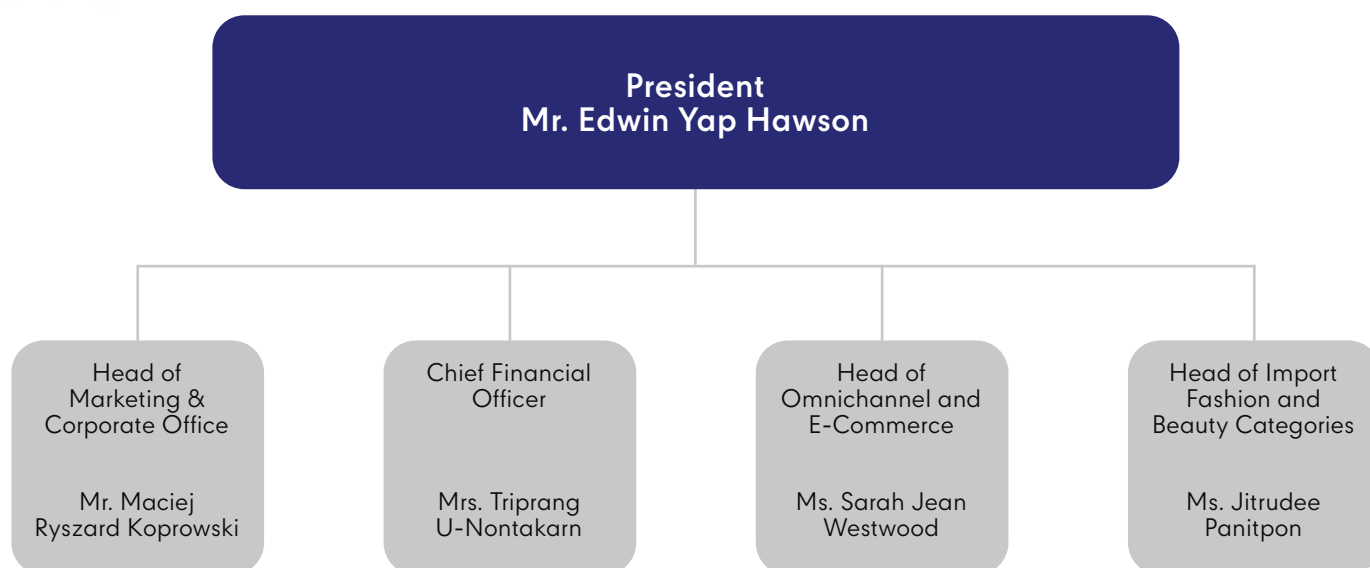 President
Mr. Edwin Yap Hawson
Head of
Marketing &
Corporate Office
Mr. Maciej
Ryszard Koprowski
Chief Financial
Officer
Mrs. Triprang
U-Nontakarn
Head of
Omnichannel and
E-Commerce
Ms. Sarah Jean
Westwood
Head of Import
Fashion and
Beauty Categories
Ms. Jitrudee
Panitpon